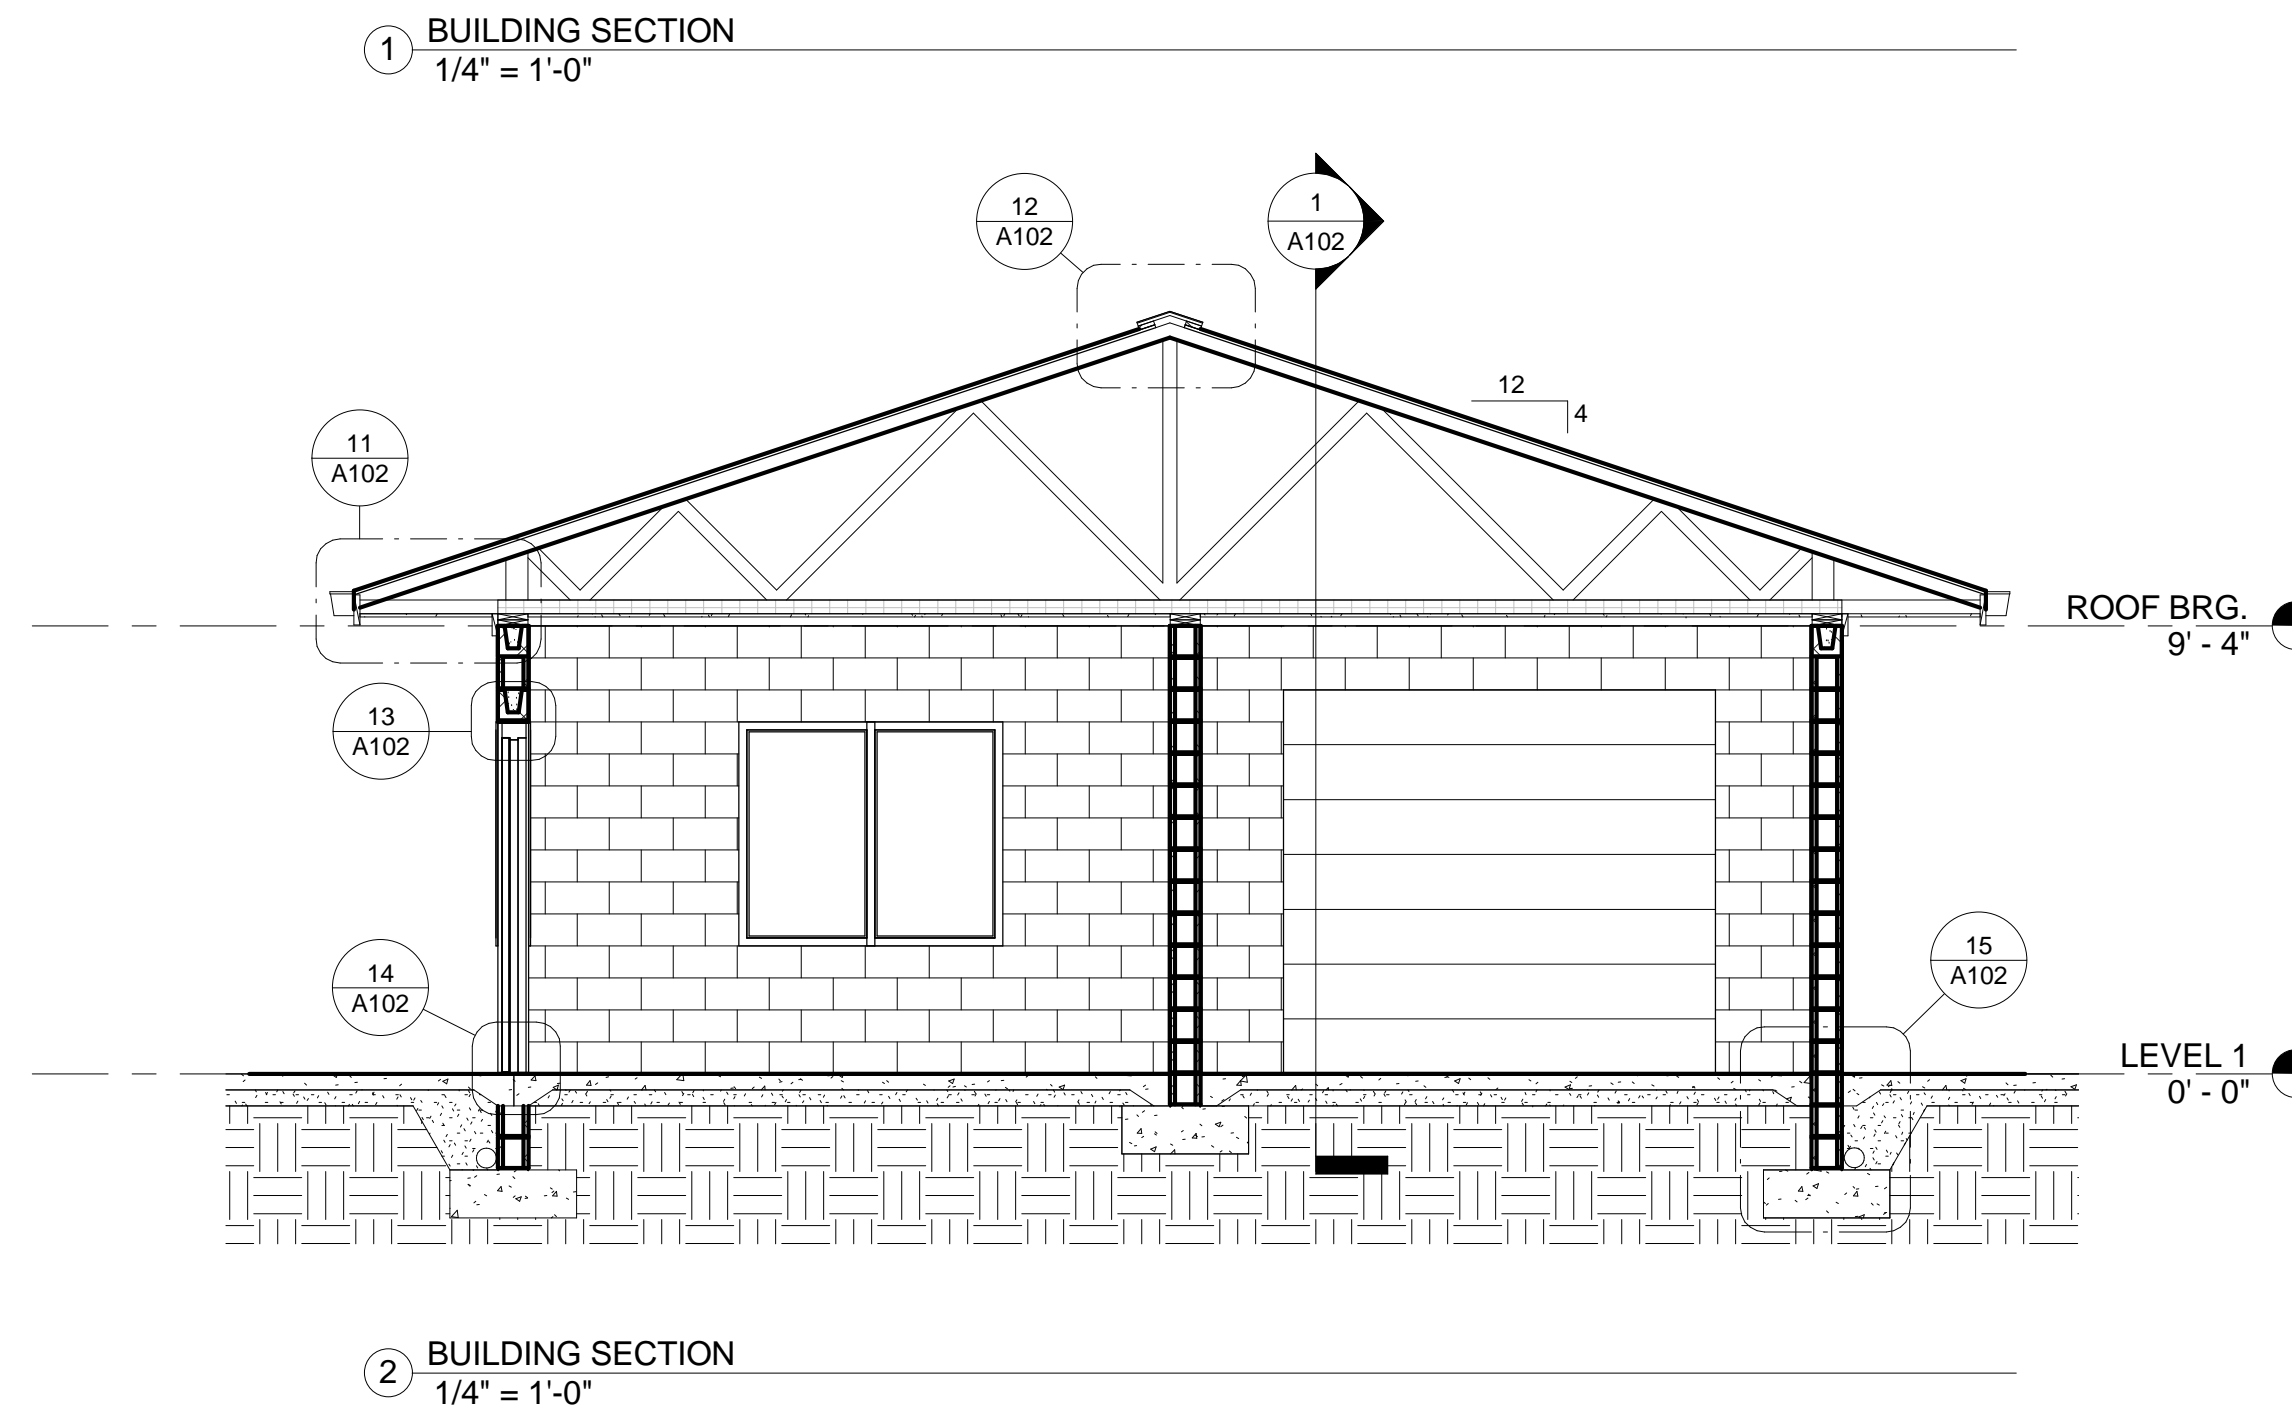 1
BUILDING SECTION
1/4" = 1'-0"
12
A102
1
A102
12
4
11
A102
ROOF BRG.
9' - 4"
13
A102
15
A102
14
A102
LEVEL 1
0' - 0"
2
BUILDING SECTION
1/4" = 1'-0"